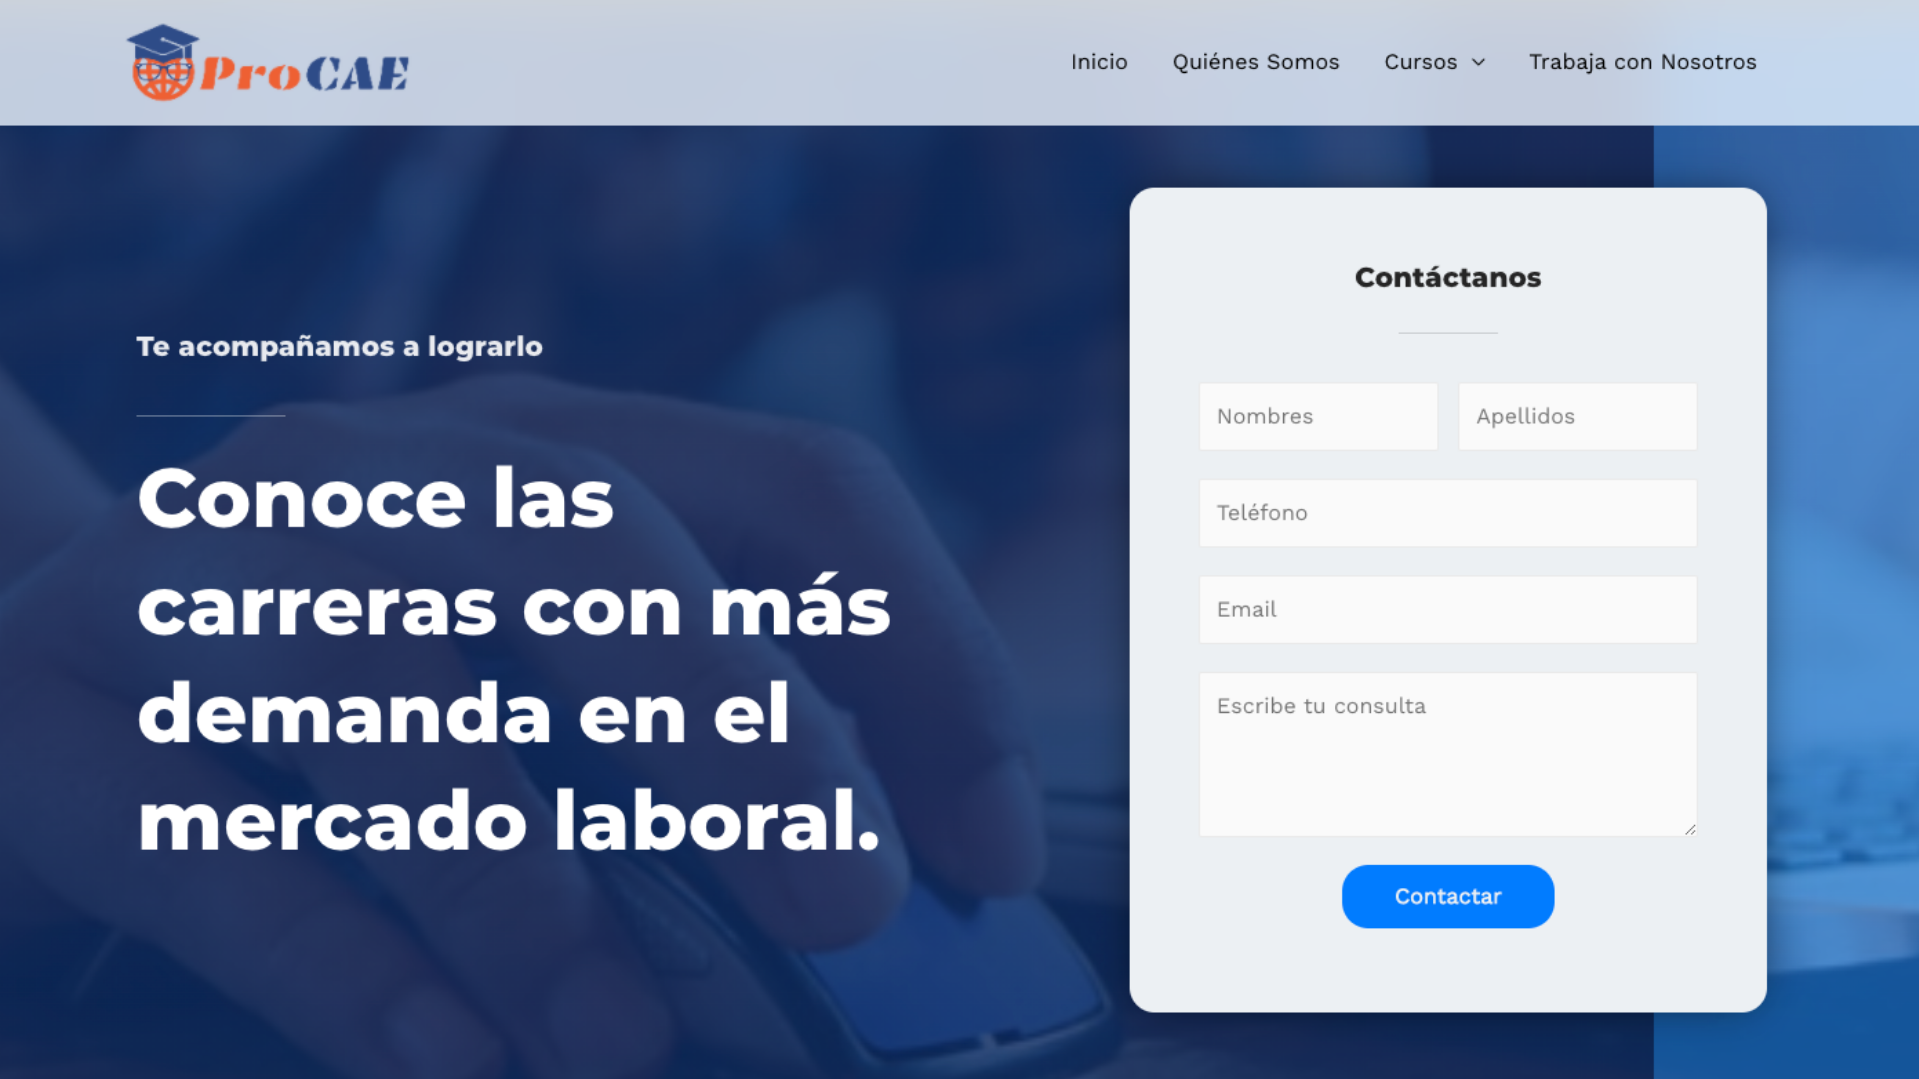 ProCAE
Inicio
Quiénes Somos
Cursos
Trabaja con Nosotros
Te acompañamos a lograrlo
Conoce las
carreras con más
demanda en el
mercado laboral.
Contáctanos
Nombres
Apellidos
Teléfono
Email
Escribe tu consulta
Contactar